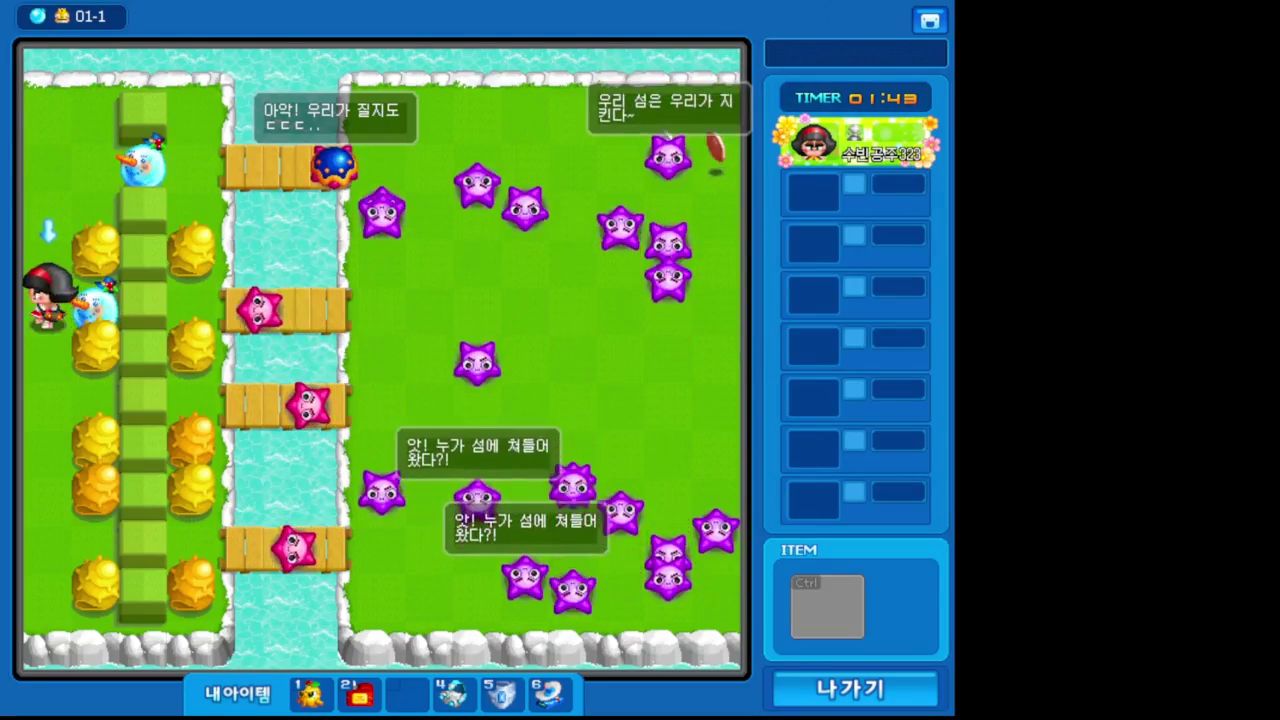 01-1
아악! 우리가 질지도
ㄷㄷㄷ..
우리 섬은 우리가 지
킨다~
TIMER 01:43
수빈공주323
앗! 누가 섬에 쳐들어
왔다?!
앗! 누가 섬에 쳐들어
왔다?!
ITEM
Ctrl
내아이템
1
21
4
5
6
나가기